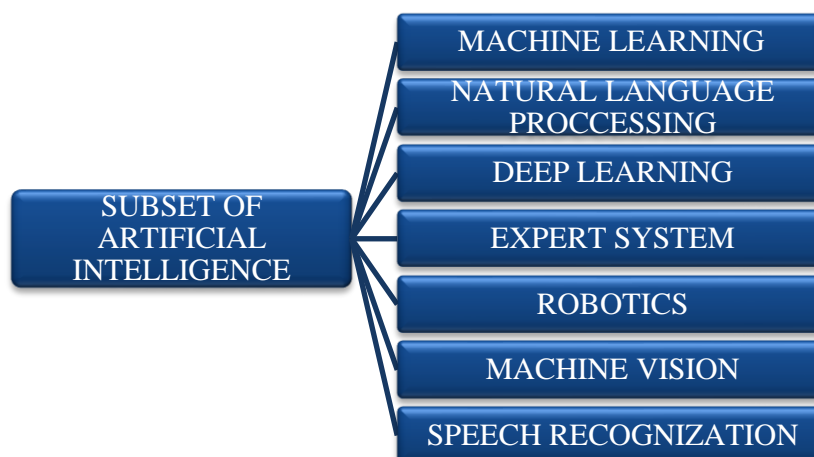 SUBSET OF
ARTIFICIAL
INTELLIGENCE
MACHINE LEARNING
NATURAL LANGUAGE
PROCCESSING
DEEP LEARNING
EXPERT SYSTEM
ROBOTICS
MACHINE VISION
SPEECH RECOGNIZATION